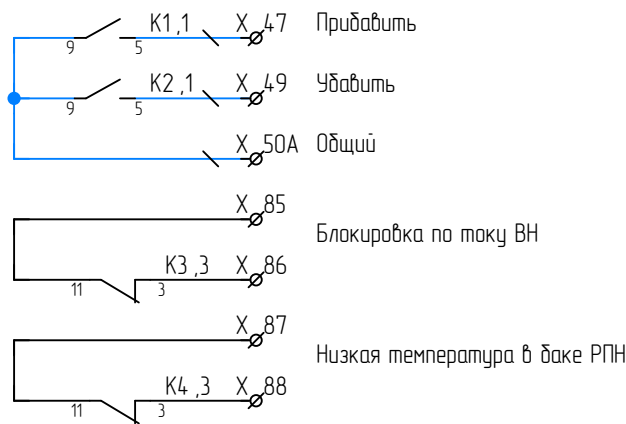 K1,1 X 47 Прибавить
9 5
K2,1 X 49 Убавить
9 5
X 50А Общий
X 85
Блокировка по току ВН
K3,3 X 86
11 3
X 87
Низкая температура в баке РПН
K4,3 X 88
11 3